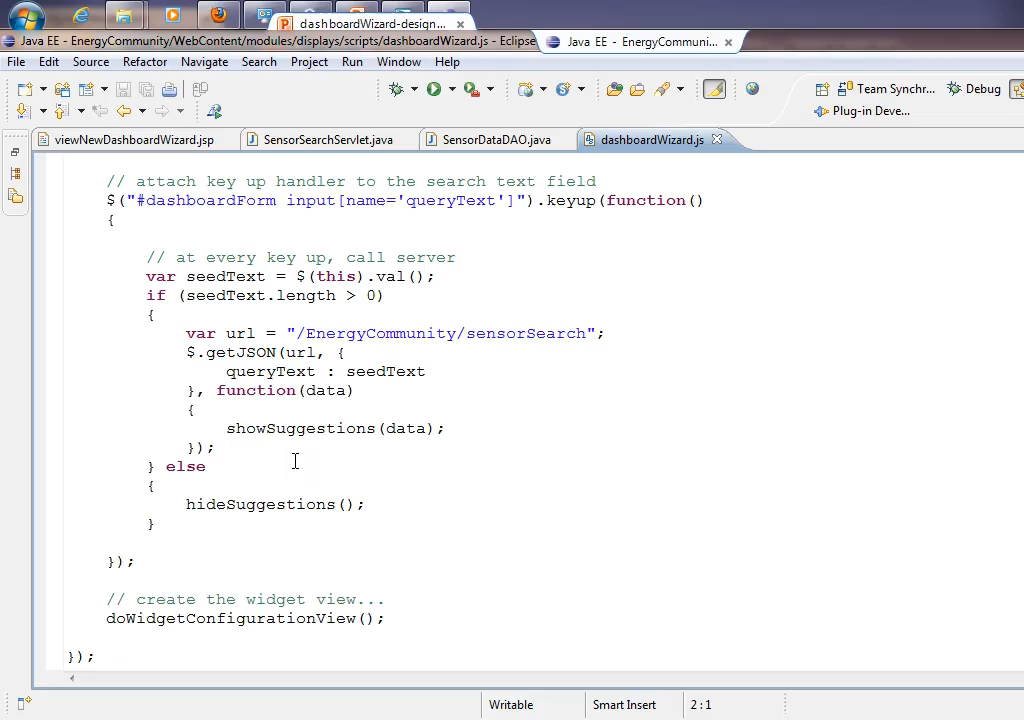 dashboardWizard-design...
Java EE - EnergyCommunity/WebContent/modules/displays/scripts/dashboardWizard.js - Eclipse
Java EE - EnergyCommuni...
File Edit Source Refactor Navigate Search Project Run Window Help
Team Synchr... Debug
Plug-in Deve...
viewNewDashboardWizard.jsp SensorSearchServlet.java SensorDataDAO.java dashboardWizard.js
// attach key up handler to the search text field
$("#dashboardForm input[name='queryText']").keyup(function()
{
// at every key up, call server
var seedText = $(this).val();
if (seedText.length > 0)
{
var url = "/EnergyCommunity/sensorSearch";
$.getJSON(url, {
queryText : seedText
}, function(data)
{
showSuggestions(data);
});
} else
{
hideSuggestions();
}
});
// create the widget view...
doWidgetConfigurationView();
});
Writable Smart Insert 2 : 1